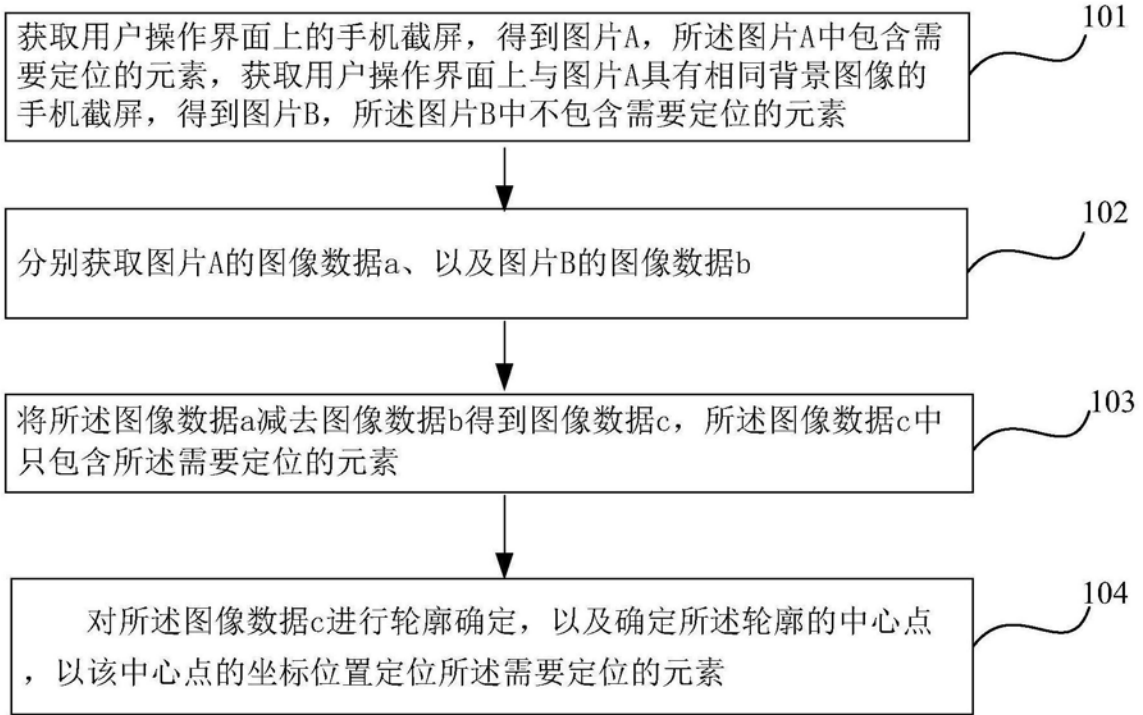 获取用户操作界面上的手机截屏，得到图片A，所述图片A中包含需
要定位的元素，获取用户操作界面上与图片A具有相同背景图像的
手机截屏，得到图片B，所述图片B中不包含需要定位的元素
101
分别获取图片A的图像数据a、以及图片B的图像数据b
102
将所述图像数据a减去图像数据b得到图像数据c，所述图像数据c中
只包含所述需要定位的元素
103
对所述图像数据c进行轮廓确定，以及确定所述轮廓的中心点
，以该中心点的坐标位置定位所述需要定位的元素
104